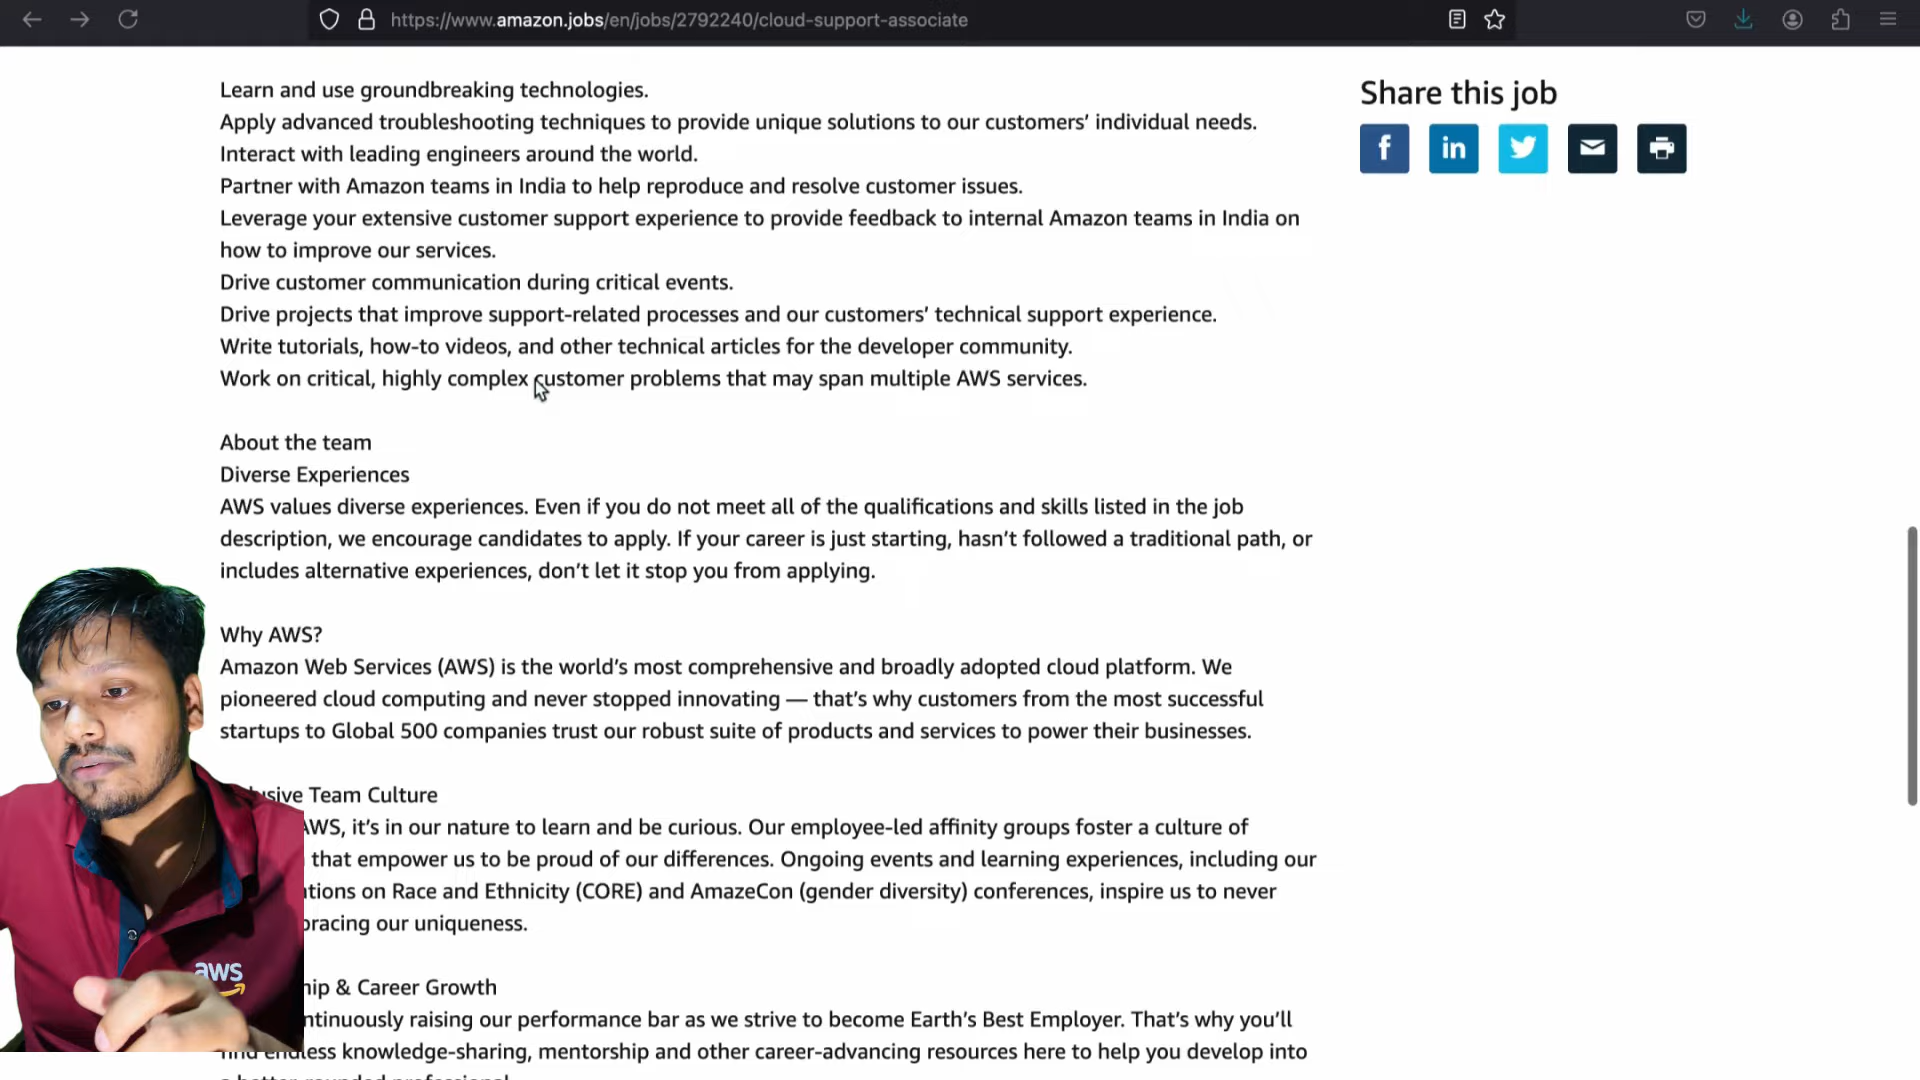 https://www.amazon.jobs/en/jobs/2792240/cloud-support-associate
Learn and use groundbreaking technologies.
Apply advanced troubleshooting techniques to provide unique solutions to our customers’ individual needs.
Interact with leading engineers around the world.
Partner with Amazon teams in India to help reproduce and resolve customer issues.
Leverage your extensive customer support experience to provide feedback to internal Amazon teams in India on
how to improve our services.
Drive customer communication during critical events.
Drive projects that improve support-related processes and our customers’ technical support experience.
Write tutorials, how-to videos, and other technical articles for the developer community.
Work on critical, highly complex customer problems that may span multiple AWS services.
About the team
Diverse Experiences
AWS values diverse experiences. Even if you do not meet all of the qualifications and skills listed in the job
description, we encourage candidates to apply. If your career is just starting, hasn’t followed a traditional path, or
includes alternative experiences, don’t let it stop you from applying.
Why AWS?
Amazon Web Services (AWS) is the world’s most comprehensive and broadly adopted cloud platform. We
pioneered cloud computing and never stopped innovating — that’s why customers from the most successful
startups to Global 500 companies trust our robust suite of products and services to power their businesses.
Team Culture
AWS, it’s in our nature to learn and be curious. Our employee-led affinity groups foster a culture of
that empower us to be proud of our differences. Ongoing events and learning experiences, including our
on Race and Ethnicity (CORE) and AmazeCon (gender diversity) conferences, inspire us to never
our uniqueness.
& Career Growth
raising our performance bar as we strive to become Earth’s Best Employer. That’s why you’ll
find endless knowledge-sharing, mentorship and other career-advancing resources here to help you develop into
Share this job
f
in
aws